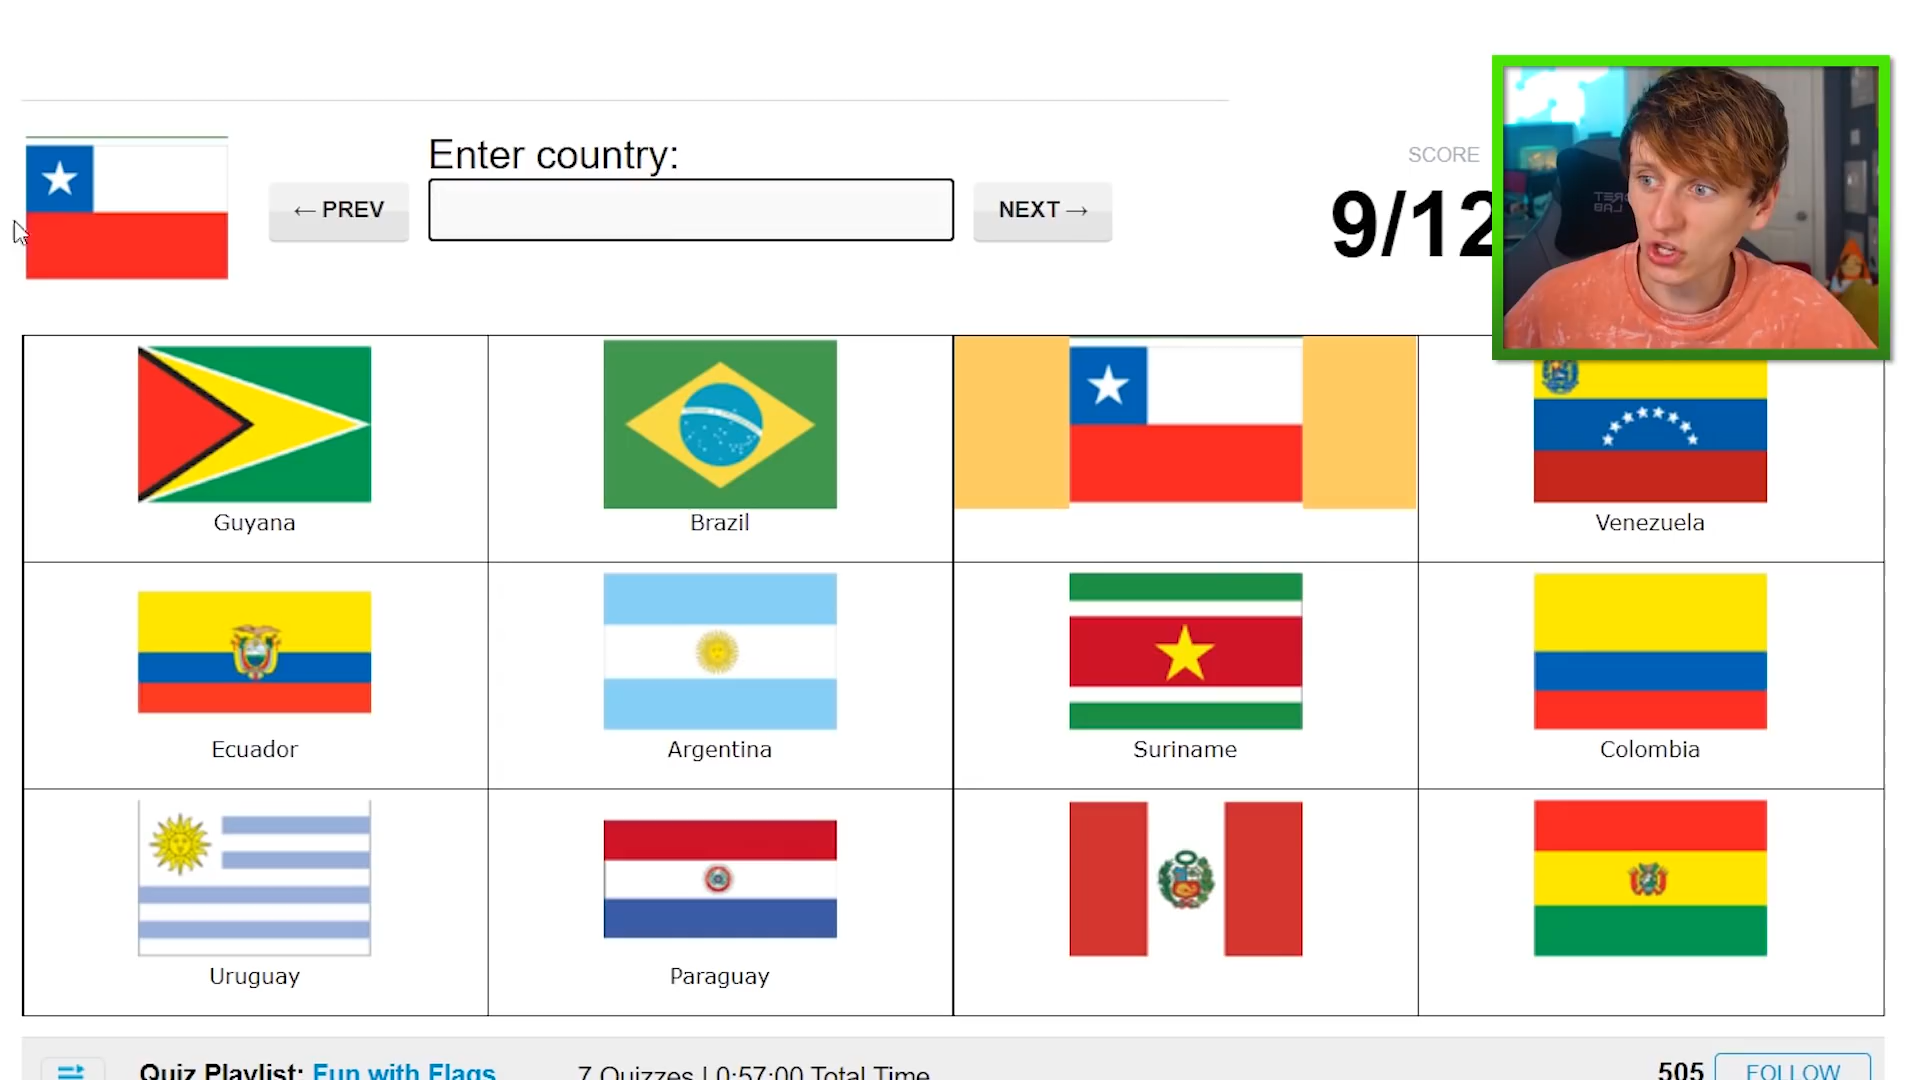 Enter country:
← PREV
NEXT →
SCORE
9/12
Guyana
Brazil
Venezuela
Ecuador
Argentina
Suriname
Colombia
Uruguay
Paraguay
Quiz Playlist: Fun with Flags
7 Quizzes | 0:57:00 Total Time
505
FOLLOW